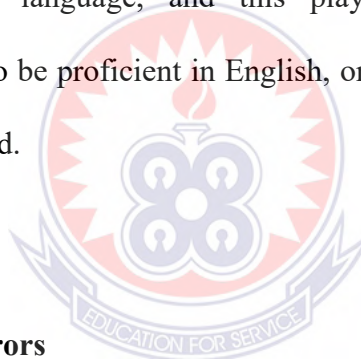 language, and this play
o be proficient in English, or
d.
EDUCATION FOR SERVICE
rors